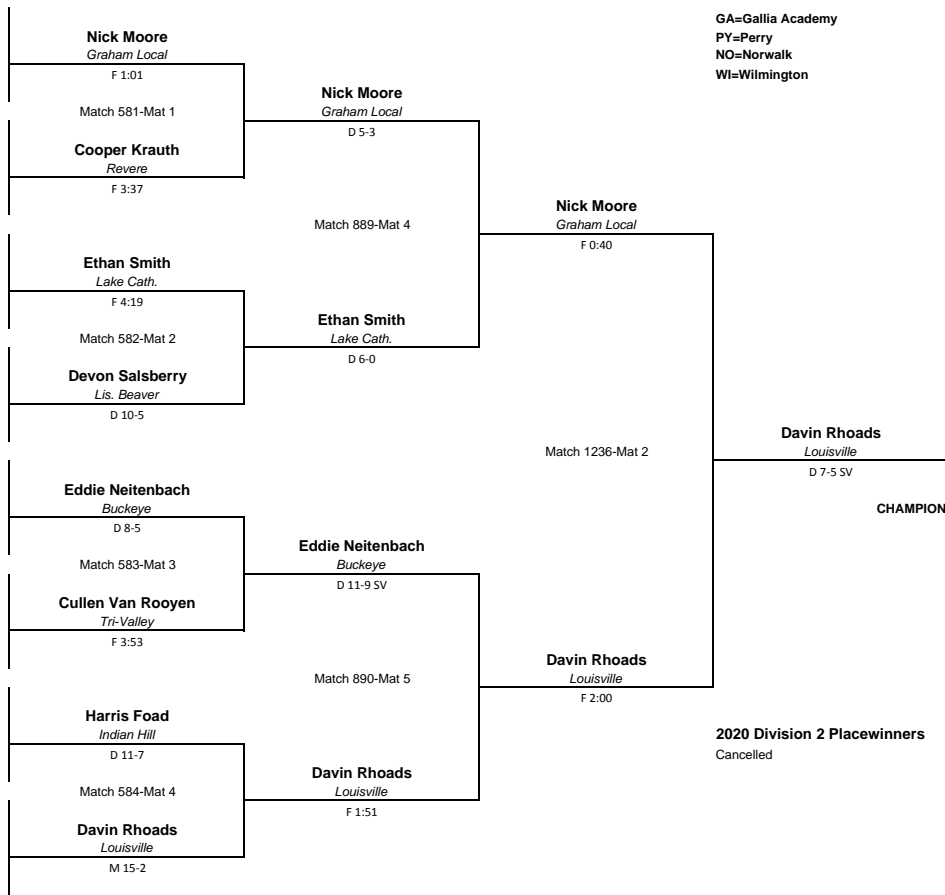 GA=Gallia Academy
PY=Perry
NO=Norwalk
WI=Wilmington
Nick Moore
Graham Local
F 1:01
Match 581-Mat 1
Cooper Krauth
Revere
F 3:37
Ethan Smith
Lake Cath.
F 4:19
Match 582-Mat 2
Devon Salsberry
Lis. Beaver
D 10-5
Eddie Neitenbach
Buckeye
D 8-5
Match 583-Mat 3
Cullen Van Rooyen
Tri-Valley
F 3:53
Harris Foad
Indian Hill
D 11-7
Match 584-Mat 4
Davin Rhoads
Louisville
M 15-2
Nick Moore
Graham Local
D 5-3
Match 889-Mat 4
Ethan Smith
Lake Cath.
D 6-0
Eddie Neitenbach
Buckeye
D 11-9 SV
Match 890-Mat 5
Davin Rhoads
Louisville
F 1:51
Nick Moore
Graham Local
F 0:40
Match 1236-Mat 2
Davin Rhoads
Louisville
F 2:00
Davin Rhoads
Louisville
D 7-5 SV
CHAMPION
2020 Division 2 Placewinners
Cancelled